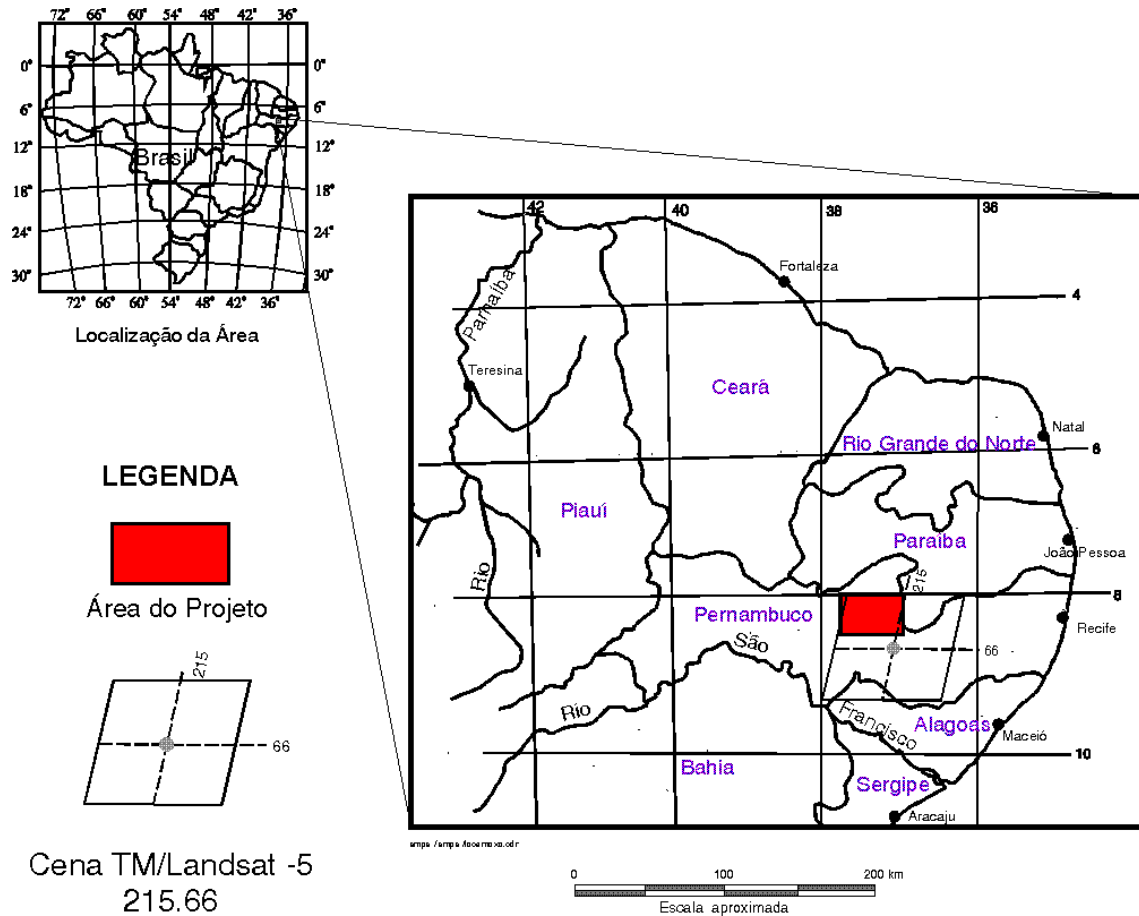 72° 66° 60° 54° 48° 42° 36°
0° 0°
6° 6°
12° 12°
Brasil
18° 18°
24° 24°
30° 30°
72° 66° 60° 54° 48° 42° 36°
Localização da Área
LEGENDA
Área do Projeto
215
66
Cena TM/Landsat -5
215.66
42 40 38 36
Fortaleza
4
Parnaíba
Teresina
Ceará
Natal
Rio Grande do Norte
6
Piauí
Paraíba
João Pessoa
Rio
215
8
Pernambuco
Recife
São
66
Rio
Francisco
Alagoas
Maceió
10
Bahia
Sergipe
Aracaju
0 100 200 km
Escala aproximada